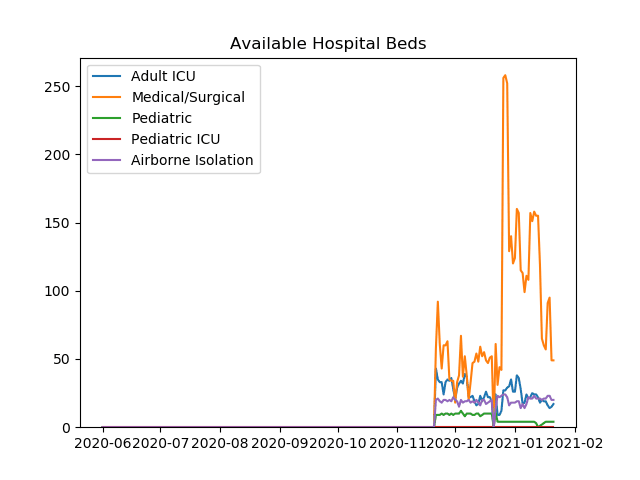 Available Hospital Beds
Adult ICU
Medical/Surgical
Pediatric
Pediatric ICU
Airborne Isolation
250
200
150
100
50
0
2020-06 2020-07 2020-08 2020-09 2020-10 2020-11 2020-12 2021-01 2021-02